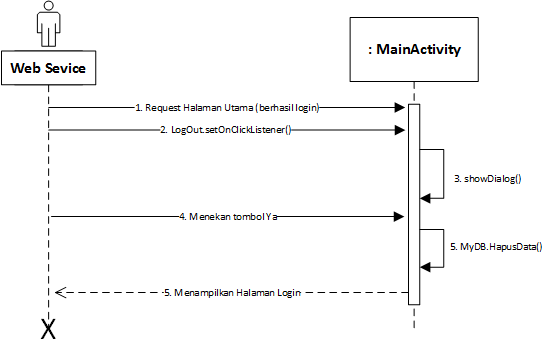 Web Sevice
: MainActivity
1. Request Halaman Utama (berhasil login)
2. LogOut.setOnClickListener()
3. showDialog()
4. Menekan tombol Ya
5. MyDB.HapusData()
5. Menampilkan Halaman Login